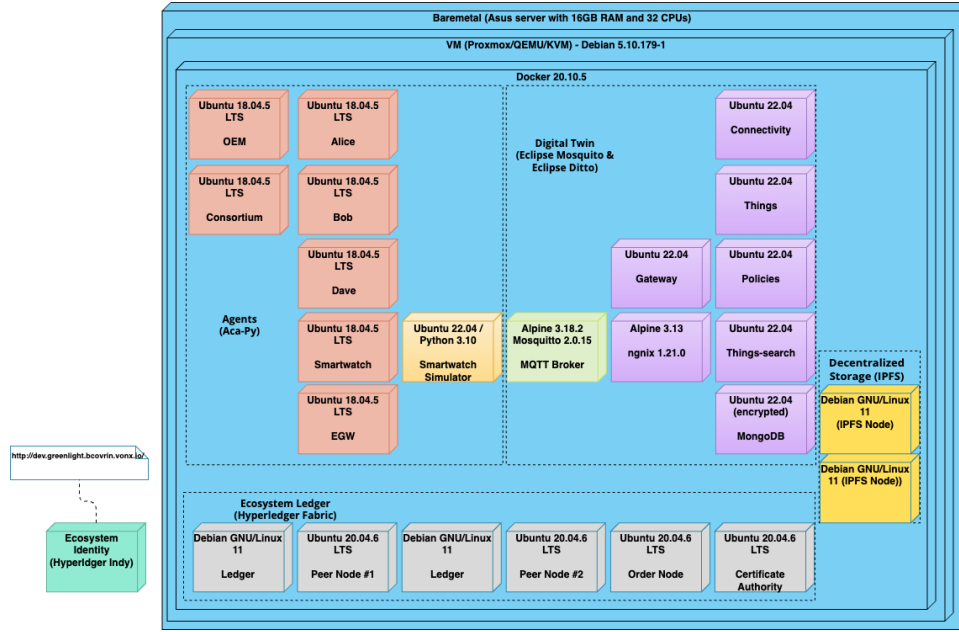 Baremetal (Asus server with 16GB RAM and 32 CPUs)
VM (Proxmox/QEMU/KVM) - Debian 5.10.179-1
Docker 20.10.5
Ubuntu 18.04.5
LTS
OEM
Ubuntu 18.04.5
LTS
Alice
Ubuntu 18.04.5
LTS
Consortium
Ubuntu 18.04.5
LTS
Bob
Ubuntu 18.04.5
LTS
Dave
Agents
(Aca-Py)
Ubuntu 18.04.5
LTS
Smartwatch
Ubuntu 22.04 /
Python 3.10
Smartwatch
Simulator
Ubuntu 18.04.5
LTS
EGW
Digital Twin
(Eclipse Mosquito &
Eclipse Ditto)
Ubuntu 22.04
Connectivity
Ubuntu 22.04
Things
Ubuntu 22.04
Gateway
Ubuntu 22.04
Policies
Alpine 3.18.2
Mosquitto 2.0.15
MQTT Broker
Alpine 3.13
ngnix 1.21.0
Ubuntu 22.04
Things-search
Ubuntu 22.04
(encrypted)
MongoDB
Decentralized
Storage (IPFS)
Debian GNU/Linux
11
(IPFS Node)
Debian GNU/Linux
11 (IPFS Node))
http://dev.greenlight.bcovrin.vonx.io/
Ecosystem
Identity
(Hyperldger Indy)
Ecosystem Ledger
(Hyperledger Fabric)
Debian GNU/Linux
11
Ledger
Ubuntu 20.04.6
LTS
Peer Node #1
Debian GNU/Linux
11
Ledger
Ubuntu 20.04.6
LTS
Peer Node #2
Ubuntu 20.04.6
LTS
Order Node
Ubuntu 20.04.6
LTS
Certificate
Authority